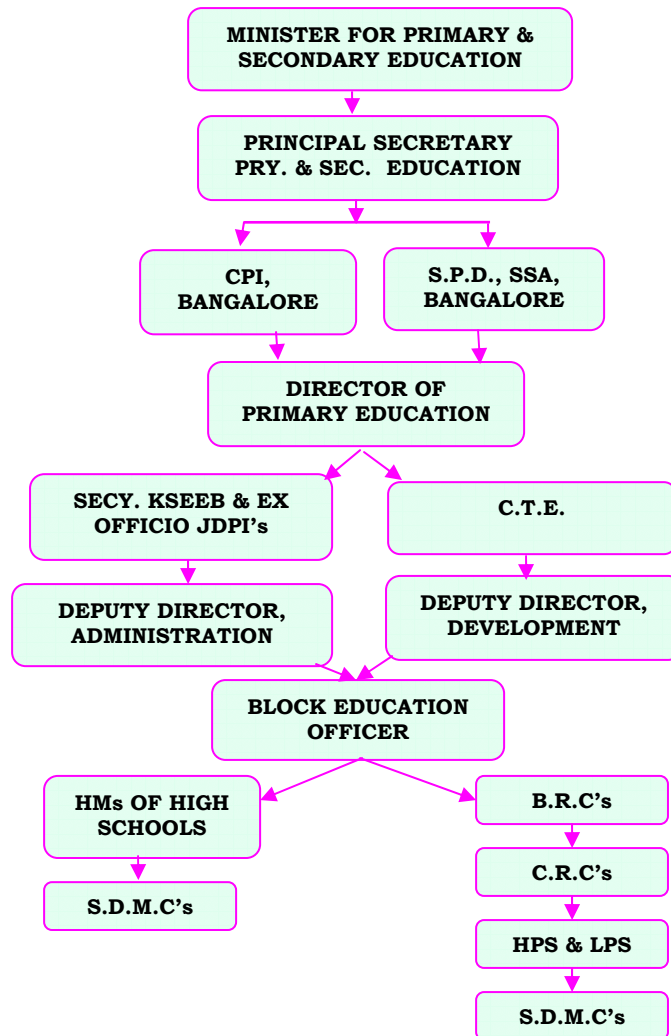 MINISTER FOR PRIMARY &
SECONDARY EDUCATION
PRINCIPAL SECRETARY
PRY. & SEC. EDUCATION
CPI,
BANGALORE
S.P.D., SSA,
BANGALORE
DIRECTOR OF
PRIMARY EDUCATION
SECY. KSEEB & EX
OFFICIO JDPI's
C.T.E.
DEPUTY DIRECTOR,
ADMINISTRATION
DEPUTY DIRECTOR,
DEVELOPMENT
BLOCK EDUCATION
OFFICER
HMs OF HIGH
SCHOOLS
S.D.M.C's
B.R.C's
C.R.C's
HPS & LPS
S.D.M.C's